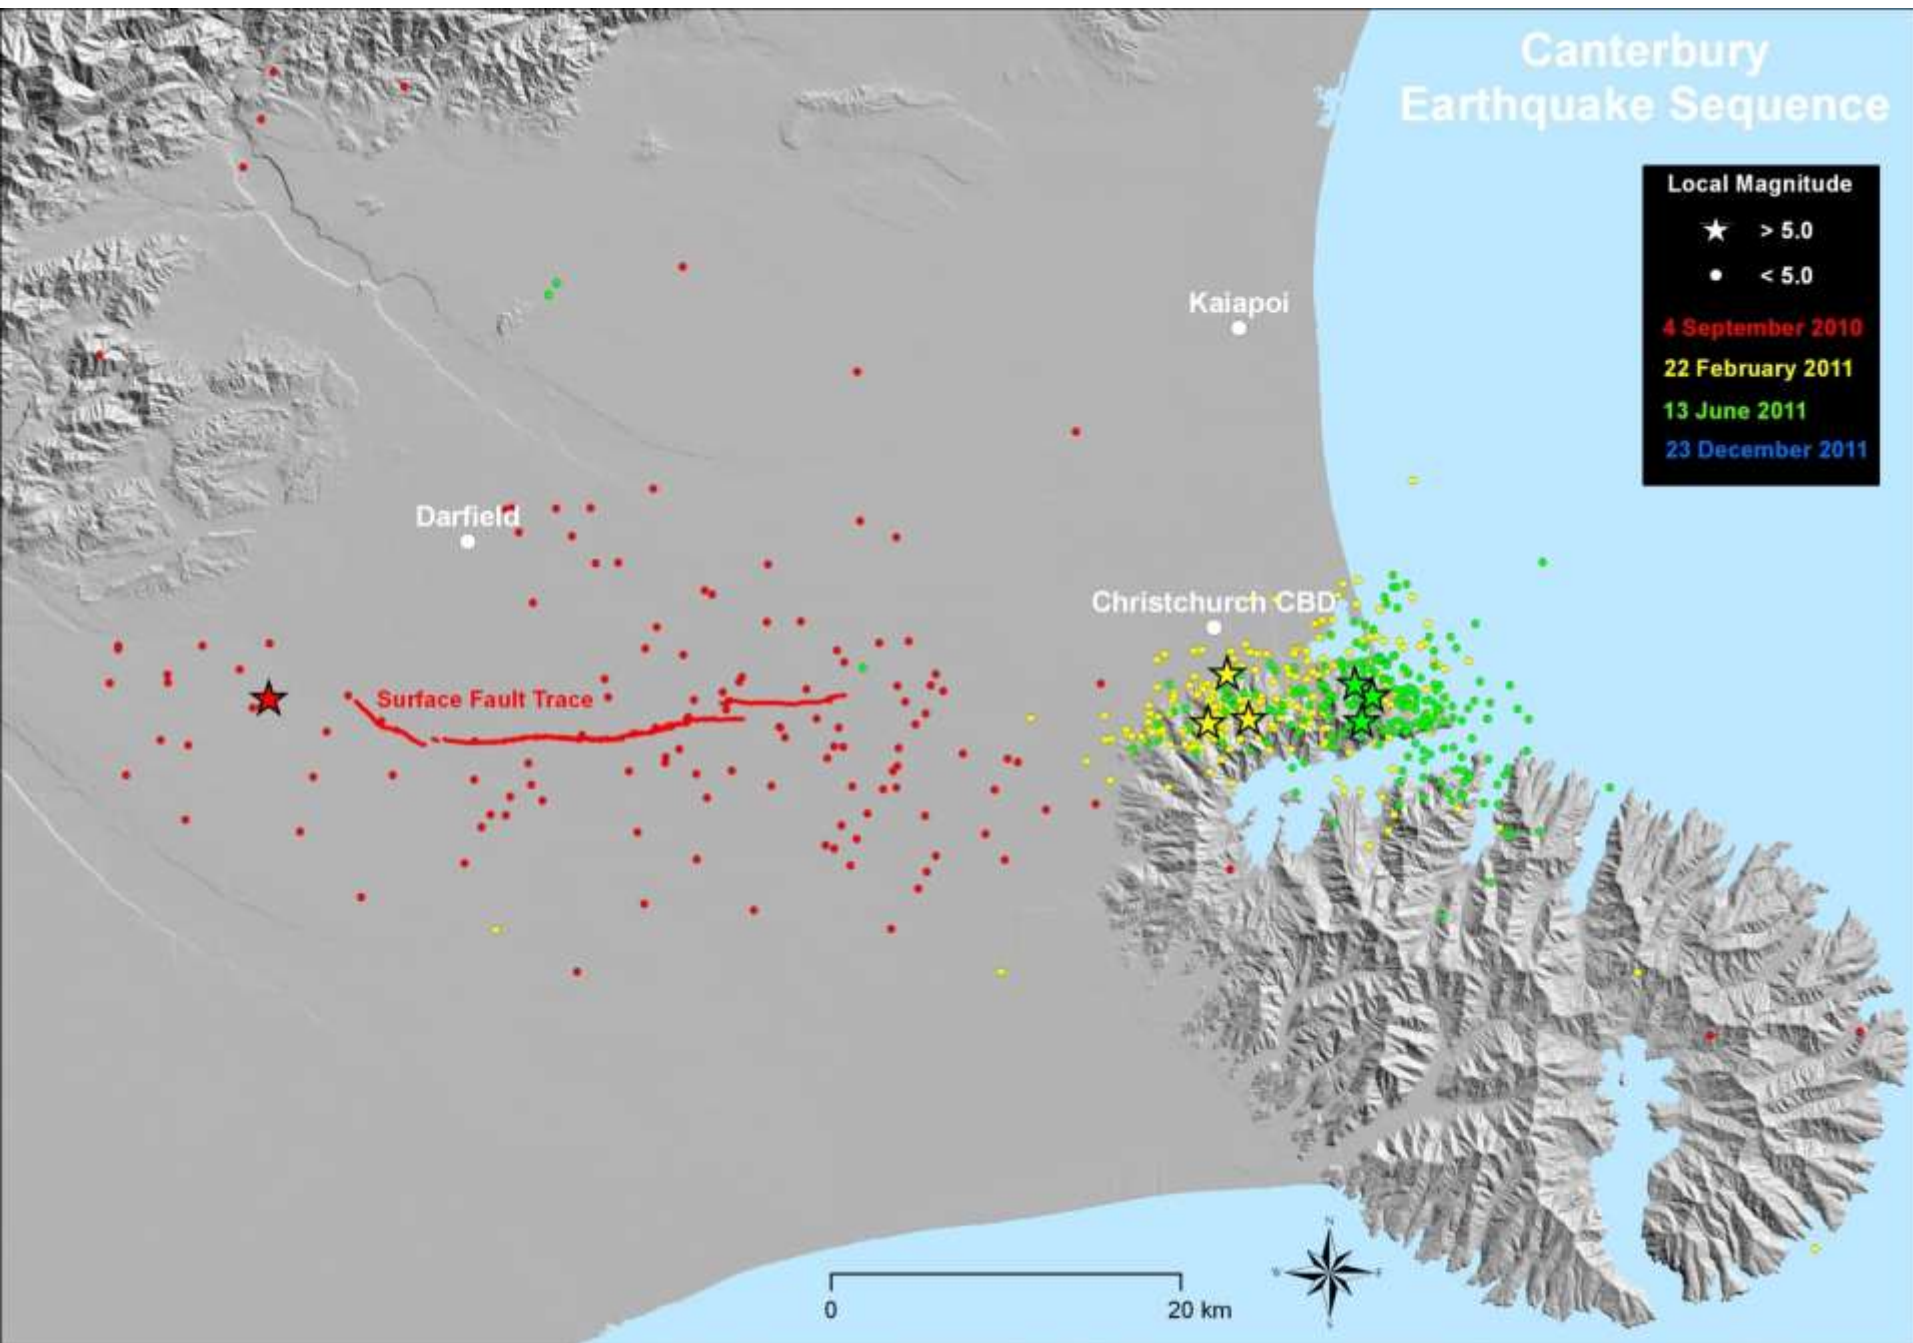 Canterbury
Earthquake Sequence
Local Magnitude
> 5.0
< 5.0
4 September 2010
22 February 2011
13 June 2011
23 December 2011
Kaiapoi
Darfield
Christchurch CBD
Surface Fault Trace
N
0
20 km